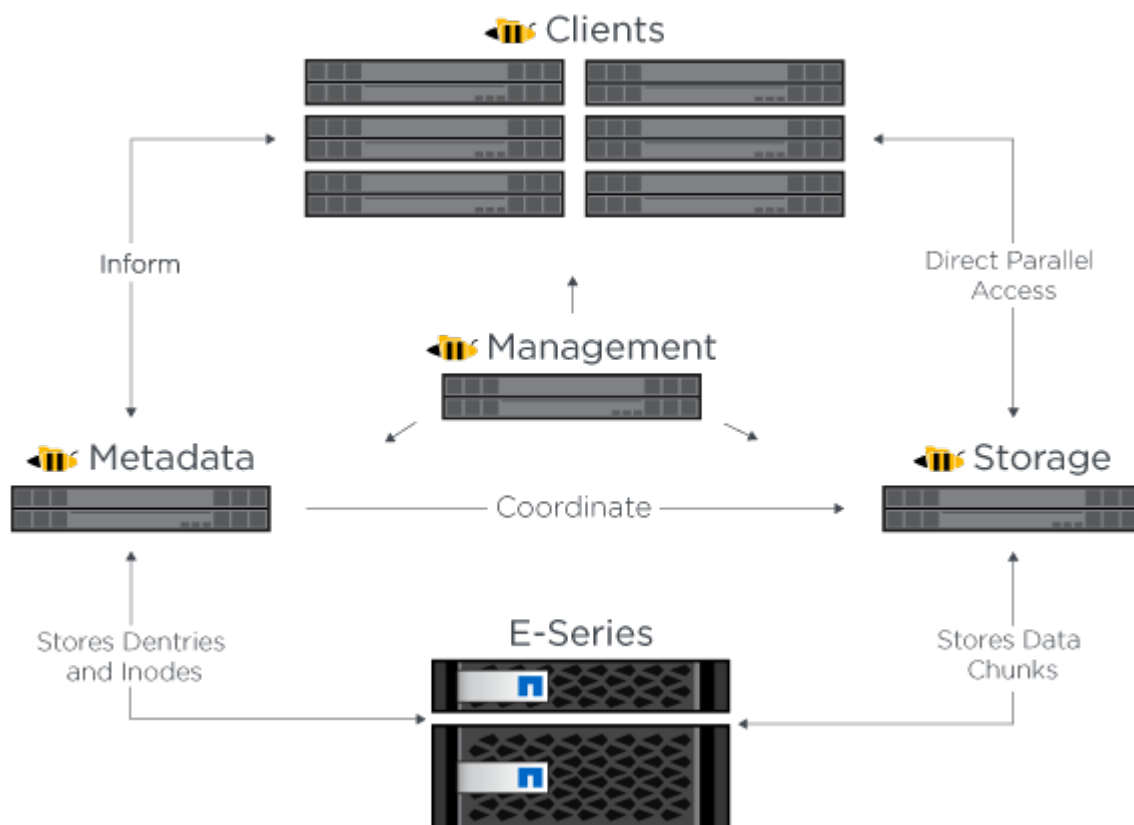 Clients
Inform
Direct Parallel
Access
Management
Metadata
Storage
Coordinate
Stores Dentries
and Inodes
E-Series
Stores Data
Chunks